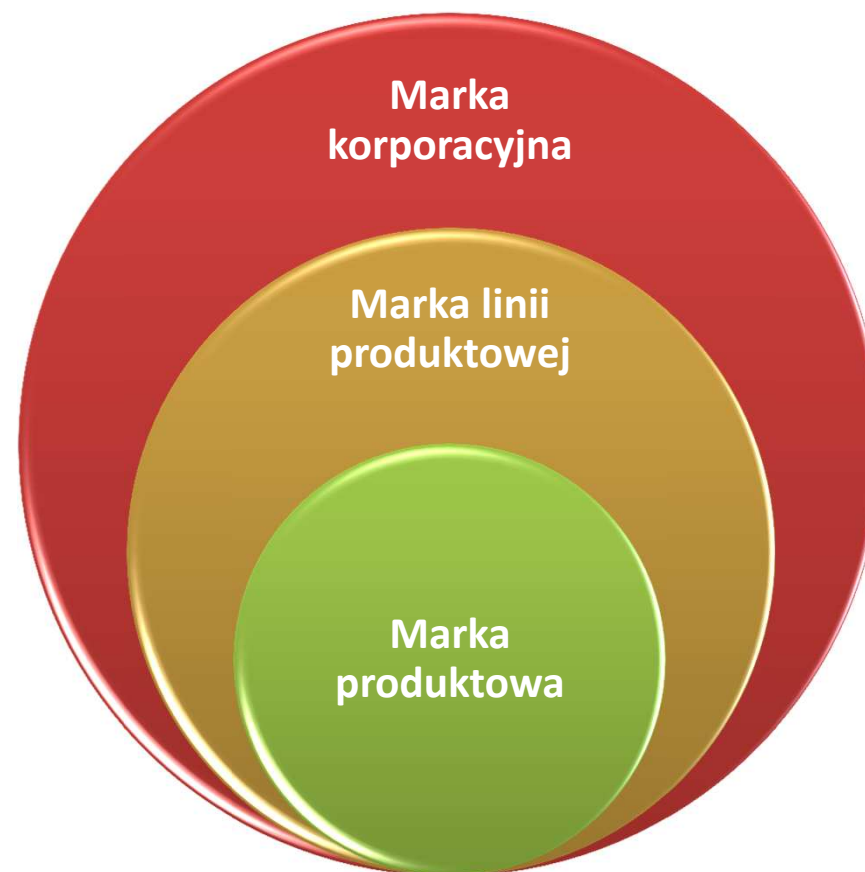 Marka
korporacyjna
Marka linii
produktowej
Marka
produktowa